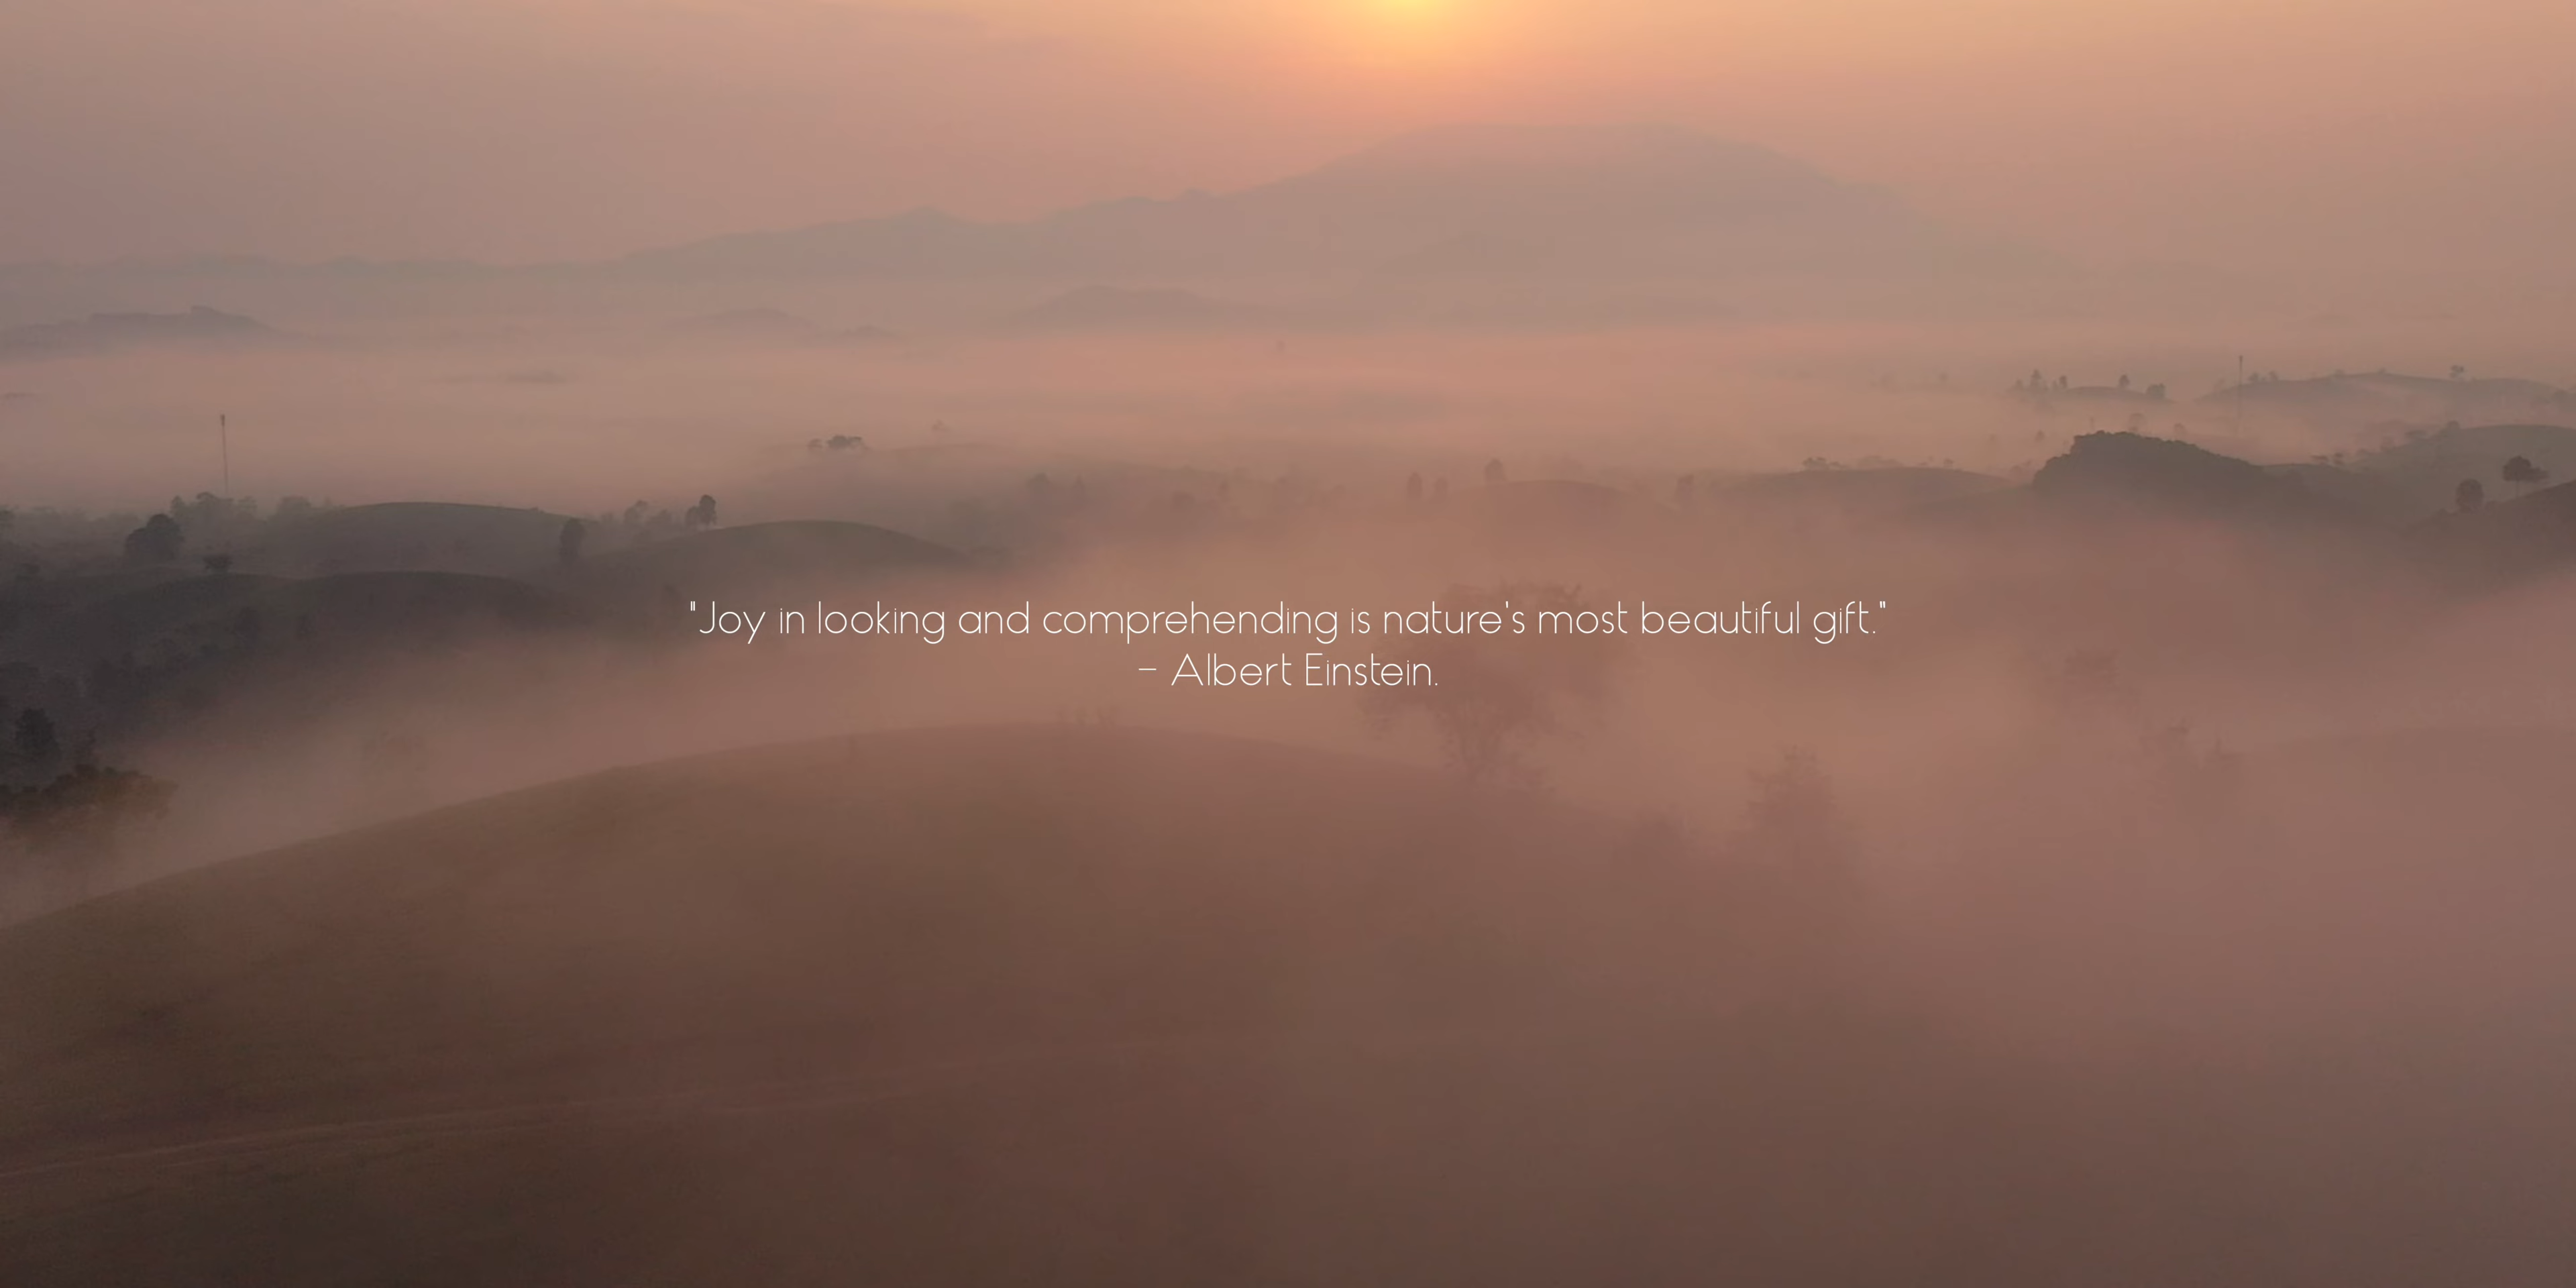 "Joy in looking and comprehending is nature's most beautiful gift."
- Albert Einstein.